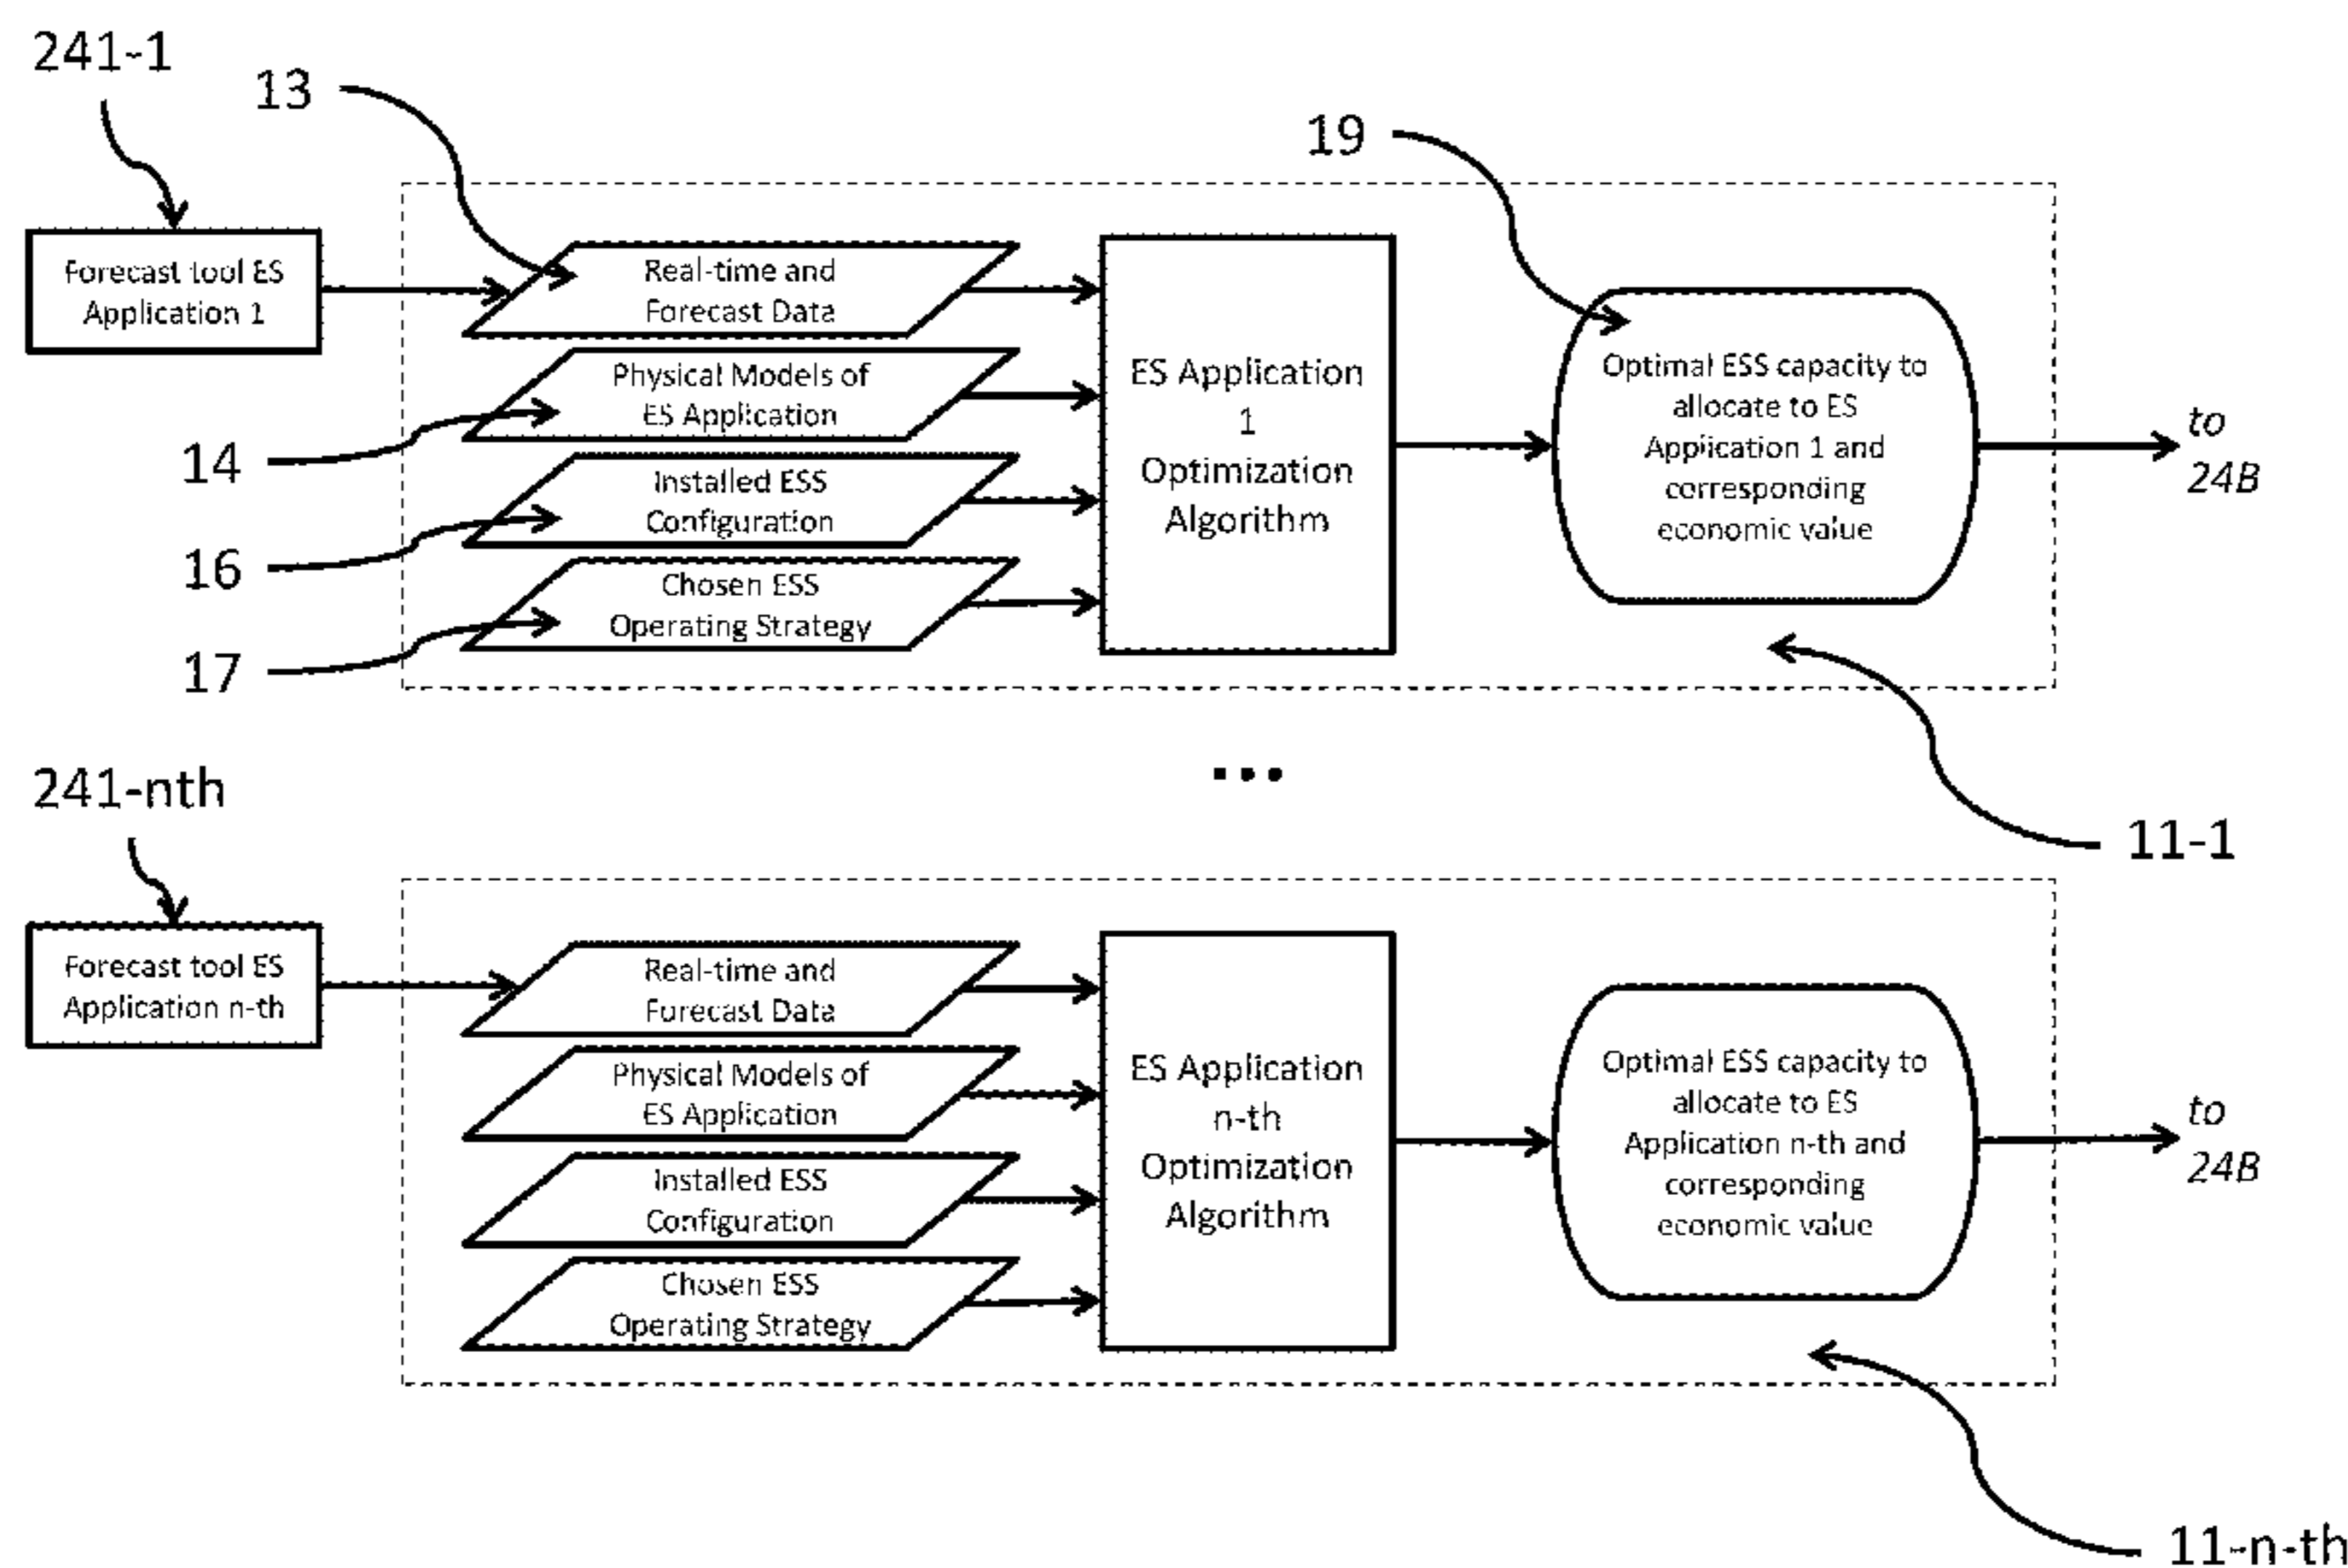 241-1
13
19
Forecast tool ES
Application 1
Real-time and
Forecast Data
Physical Models of
ES Application
Installed ESS
Configuration
Chosen ESS
Operating Strategy
14
16
17
ES Application
1
Optimization
Algorithm
Optimal ESS capacity to
allocate to ES
Application 1 and
corresponding
economic value
to
24B
11-1
...
241-nth
Forecast tool ES
Application n-th
Real-time and
Forecast Data
Physical Models of
ES Application
Installed ESS
Configuration
Chosen ESS
Operating Strategy
ES Application
n-th
Optimization
Algorithm
Optimal ESS capacity to
allocate to ES
Application n-th and
corresponding
economic value
to
24B
11-n-th